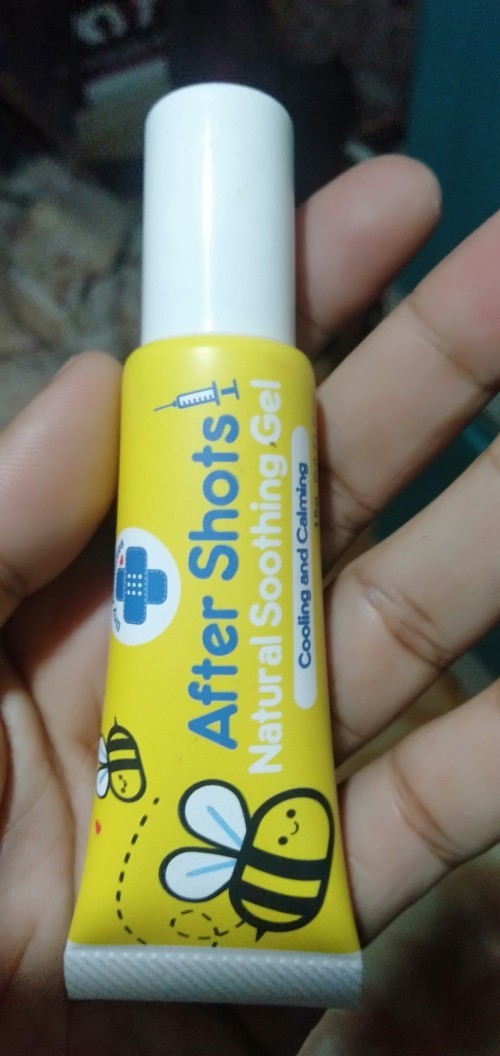 After Shots
Natural Soothing Gel
Cooling and Calming